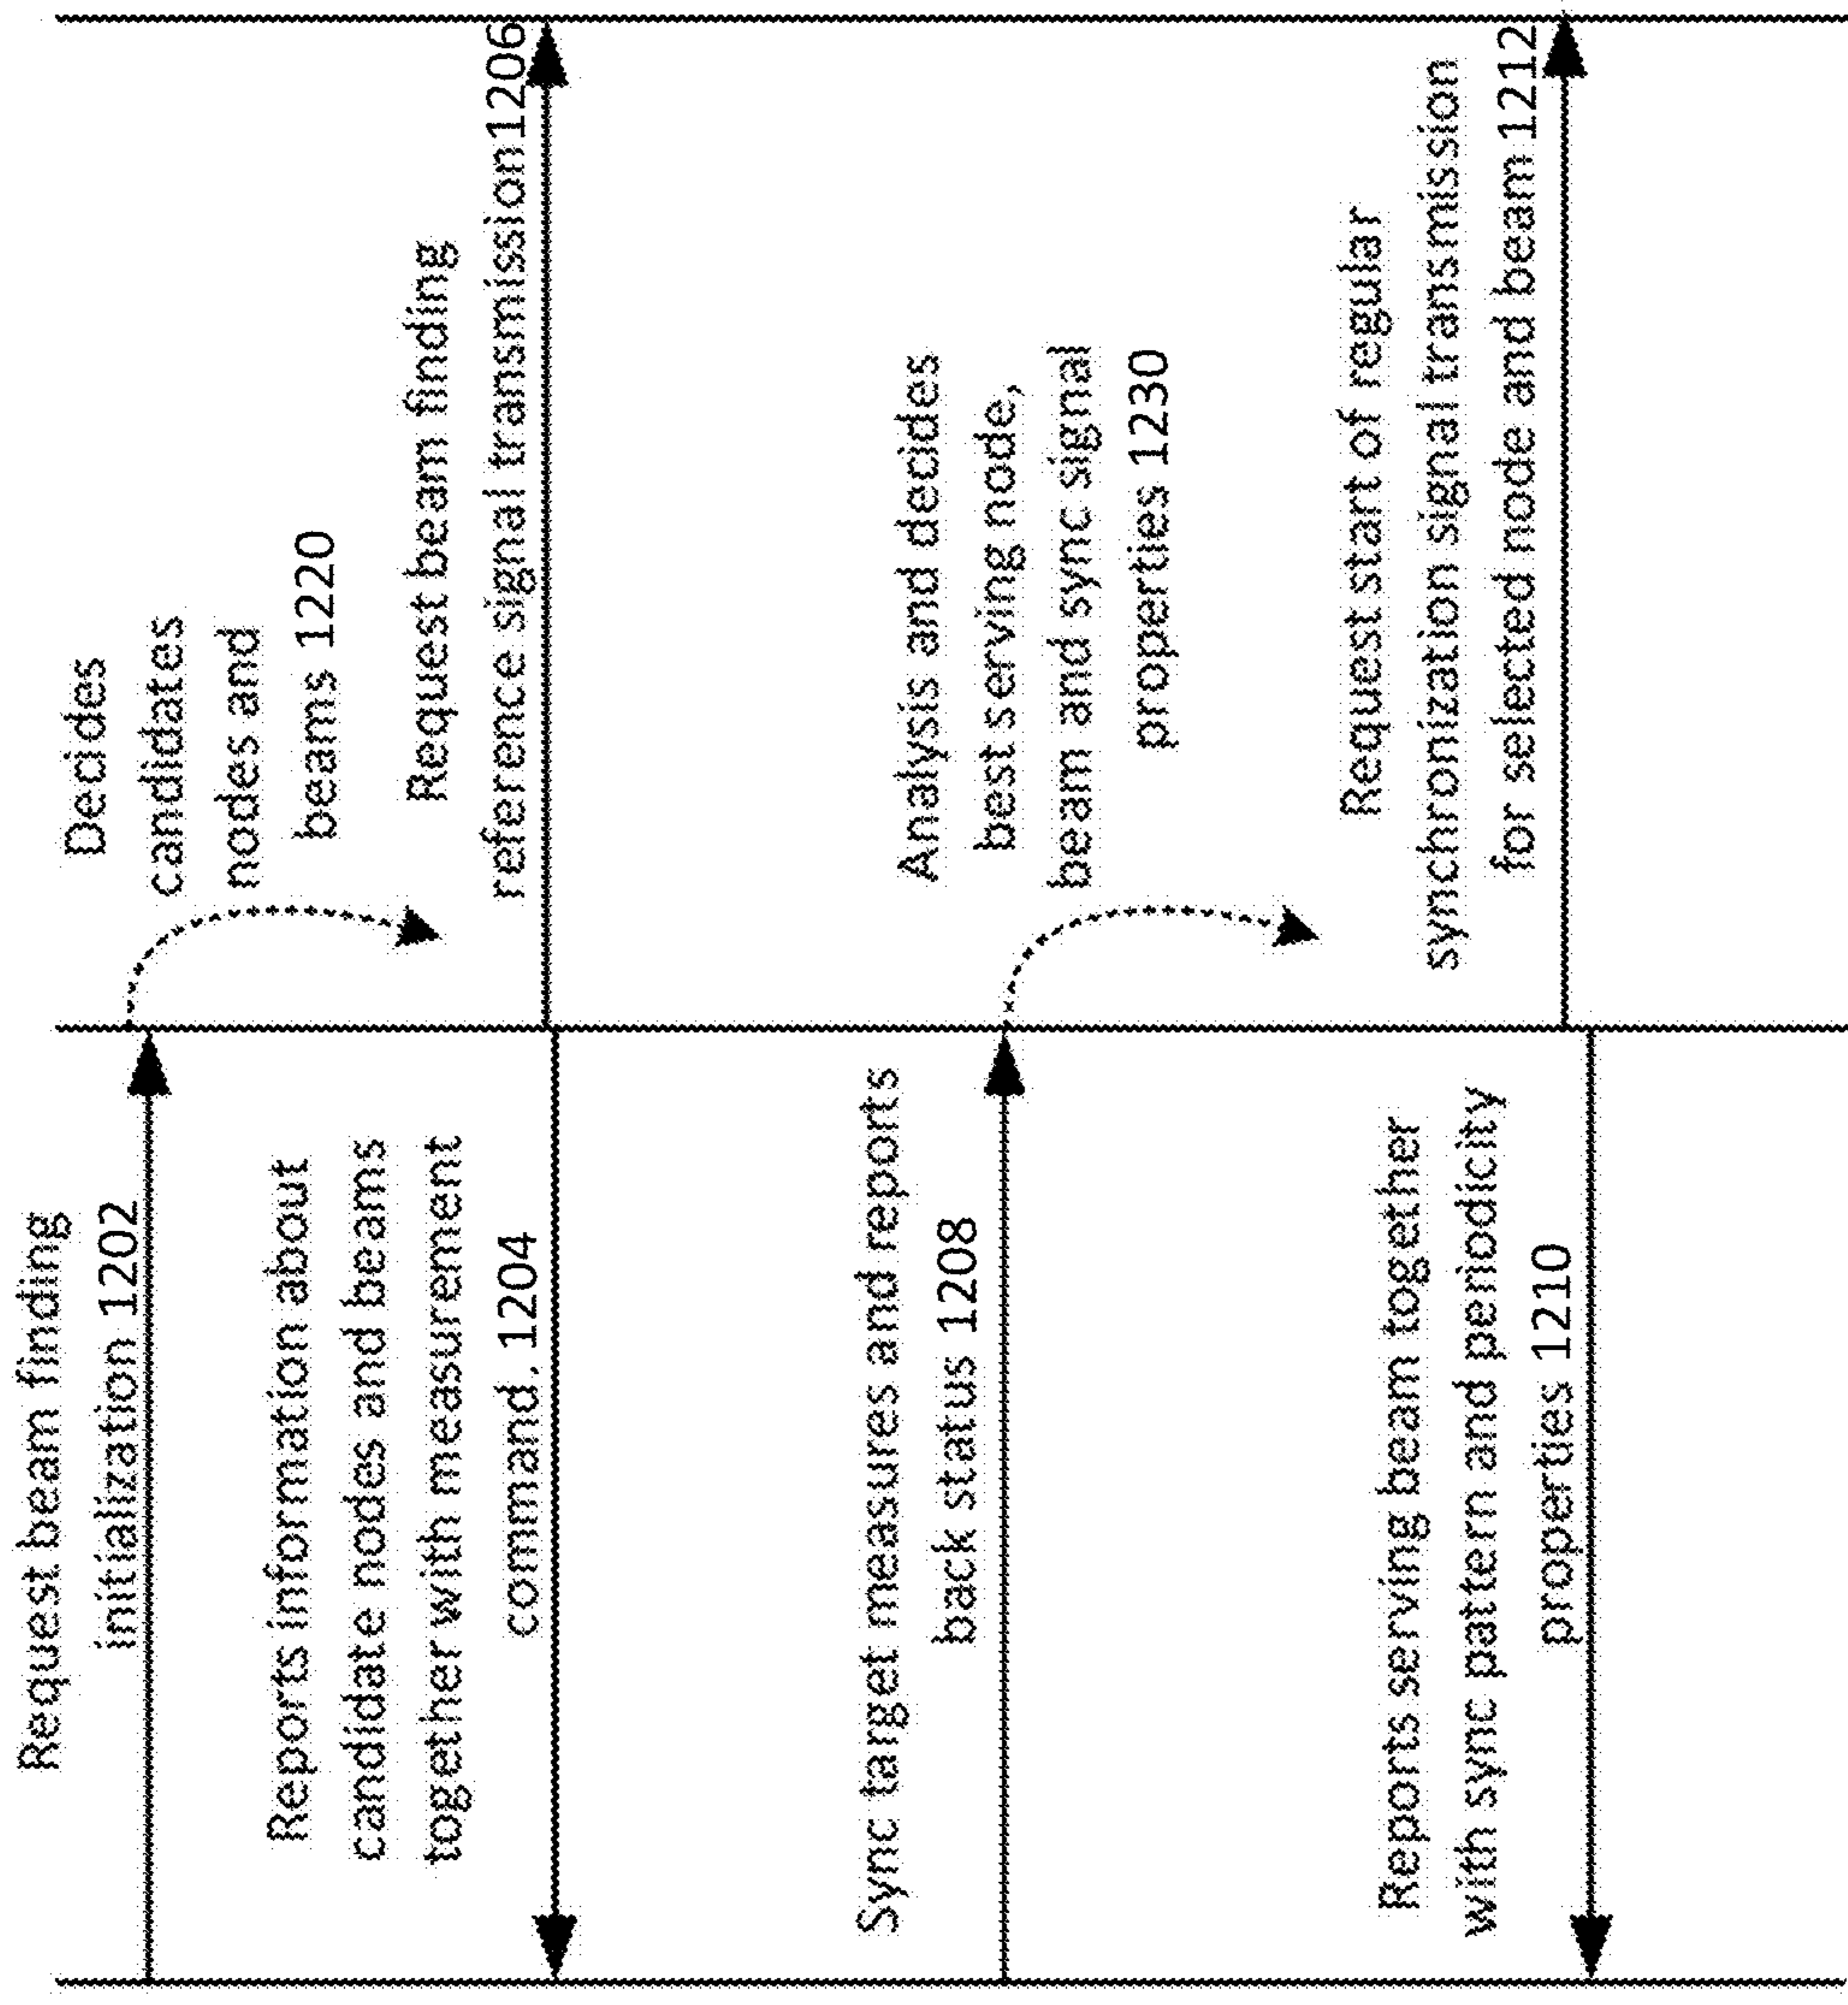 Request beam finding
initialization 1202
Decides
candidates
nodes and
beams 1220
Reports information about
candidate nodes and beams
together with measurement
command. 1204
Request beam finding
reference signal transmission1206
Sync target measures and reports
back status 1208
Analysis and decides
best serving node,
beam and sync signal
properties 1230
Reports serving beam together
with sync pattern and periodicity
properties 1210
Request start of regular
synchronization signal transmission
for selected node and beam1212